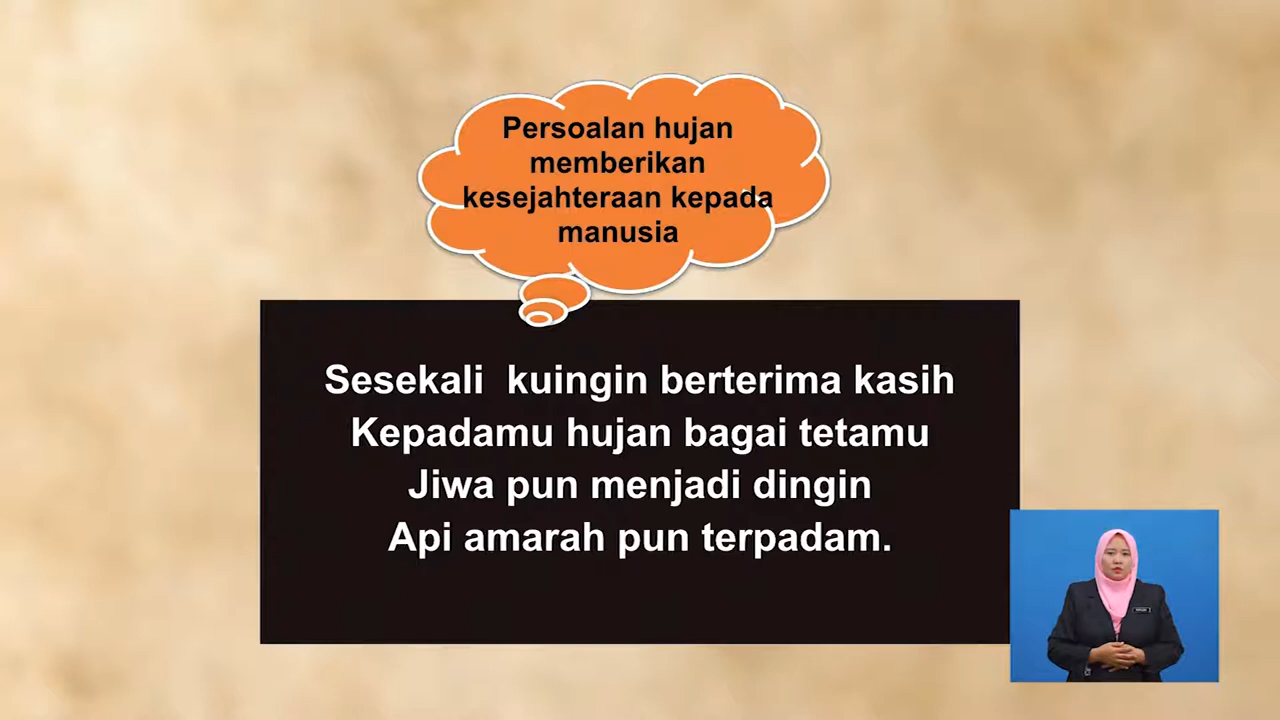 Persoalan hujan
memberikan
kesejahteraan kepada
manusia
Sesekali kuingin berterima kasih
Kepadamu hujan bagai tetamu
Jiwa pun menjadi dingin
Api amarah pun terpadam.